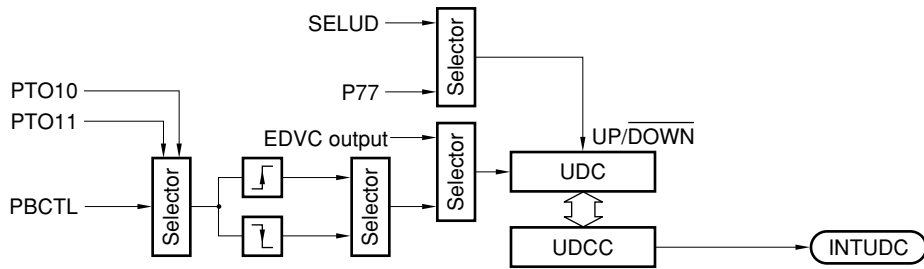 SELUD
Selector
P77
PTO10
PTO11
EDVC output
UP/DOWN
Selector
UDC
PBCTL
Selector
Selector
UDCC
INTUDC